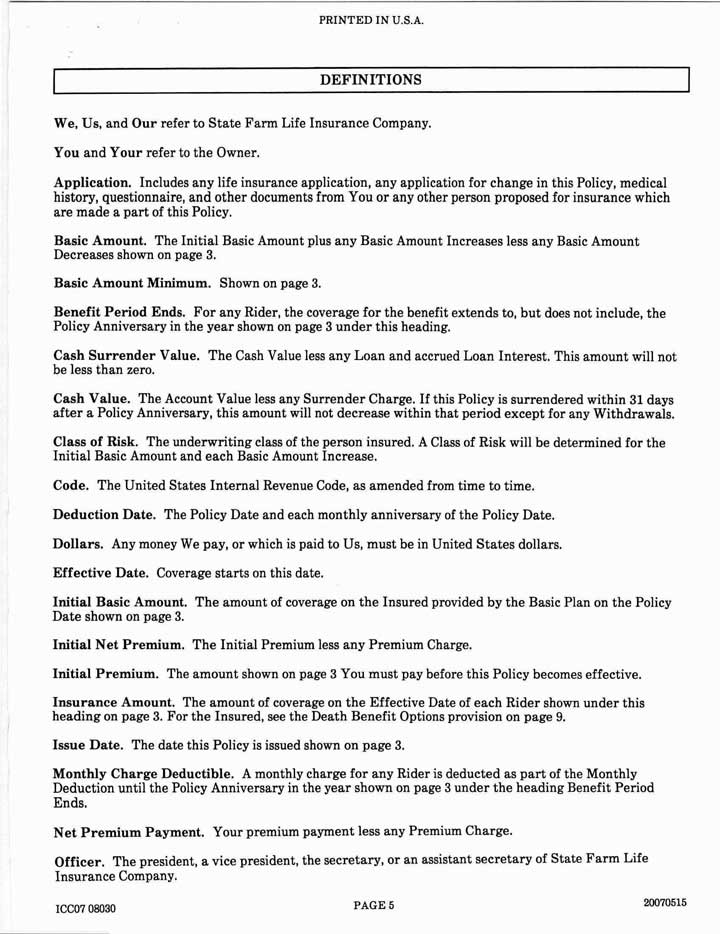 PRINTED IN U.S.A.
DEFINITIONS
We, Us, and Our refer to State Farm Life Insurance Company.
You and Your refer to the Owner.
Application. Includes any life insurance application, any application for change in this Policy, medical
history, questionnaire, and other documents from You or any other person proposed for insurance which
are made a part of this Policy.
Basic Amount. The Initial Basic Amount plus any Basic Amount Increases less any Basic Amount
Decreases shown on page 3.
Basic Amount Minimum. Shown on page 3.
Benefit Period Ends. For any Rider, the coverage for the benefit extends to, but does not include, the
Policy Anniversary in the year shown on page 3 under this heading.
Cash Surrender Value. The Cash Value less any Loan and accrued Loan Interest. This amount will not
be less than zero.
Cash Value. The Account Value less any Surrender Charge. If this Policy is surrendered within 31 days
after a Policy Anniversary, this amount will not decrease within that period except for any Withdrawals.
Class of Risk. The underwriting class of the person insured. A Class of Risk will be determined for the
Initial Basic Amount and each Basic Amount Increase.
Code. The United States Internal Revenue Code, as amended from time to time.
Deduction Date. The Policy Date and each monthly anniversary of the Policy Date.
Dollars. Any money We pay, or which is paid to Us, must be in United States dollars.
Effective Date. Coverage starts on this date.
Initial Basic Amount. The amount of coverage on the Insured provided by the Basic Plan on the Policy
Date shown on page 3.
Initial Net Premium. The Initial Premium less any Premium Charge.
Initial Premium. The amount shown on page 3 You must pay before this Policy becomes effective.
Insurance Amount. The amount of coverage on the Effective Date of each Rider shown under this
heading on page 3. For the Insured, see the Death Benefit Options provision on page 9.
Issue Date. The date this Policy is issued shown on page 3.
Monthly Charge Deductible. A monthly charge for any Rider is deducted as part of the Monthly
Deduction until the Policy Anniversary in the year shown on page 3 under the heading Benefit Period
Ends.
Net Premium Payment. Your premium payment less any Premium Charge.
Officer. The president, a vice president, the secretary, or an assistant secretary of State Farm Life
Insurance Company.
ICC07 08030
PAGE 5
20070515